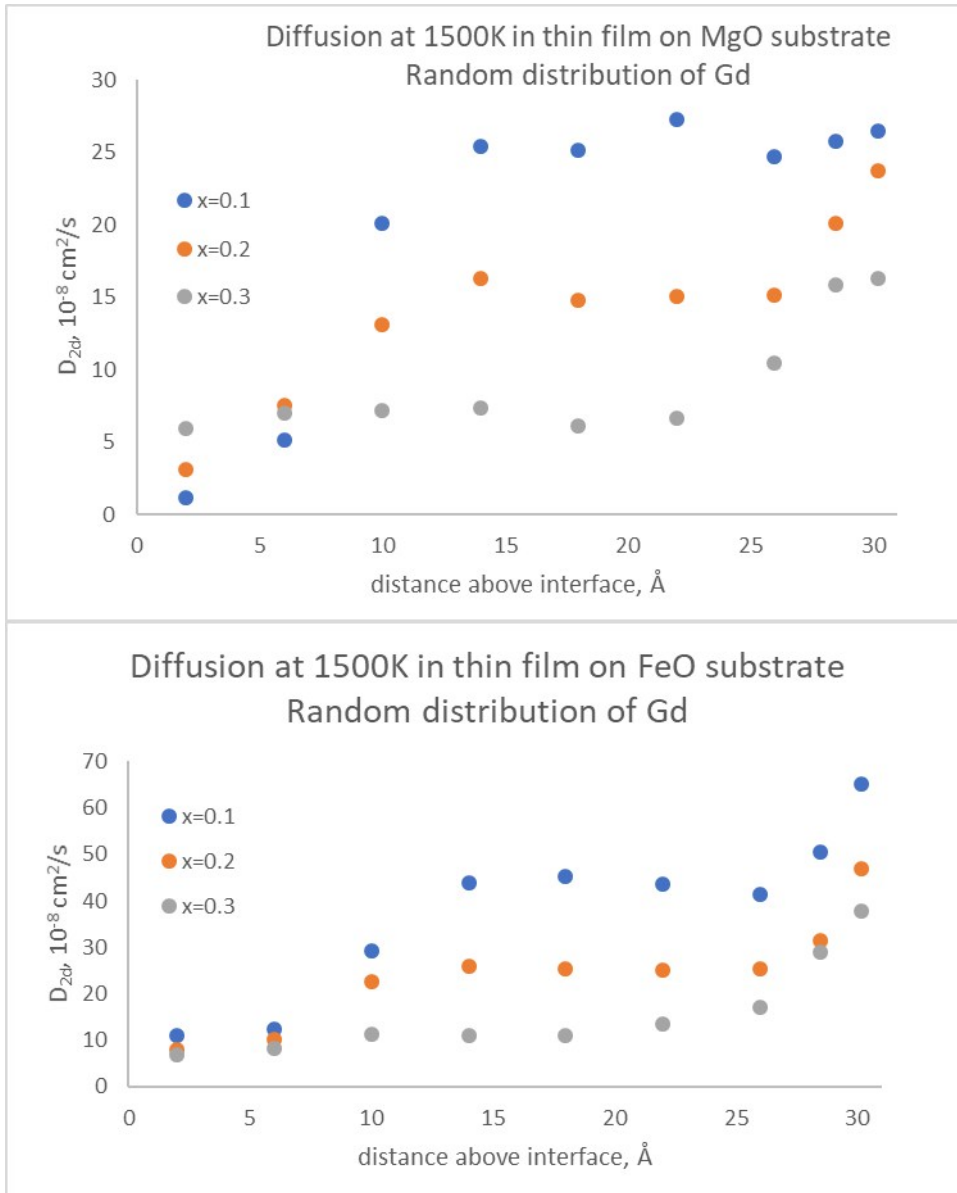 Diffusion at 1500K in thin film on MgO substrate
Random distribution of Gd
30
25
20
15
10
5
0
x=0.1
x=0.2
x=0.3
D2d, 10-8 cm2/s
0 5 10 15 20 25 30
distance above interface, Å
Diffusion at 1500K in thin film on FeO substrate
Random distribution of Gd
70
60
50
40
30
20
10
0
x=0.1
x=0.2
x=0.3
D2d, 10-8 cm2/s
0 5 10 15 20 25 30
distance above interface, Å